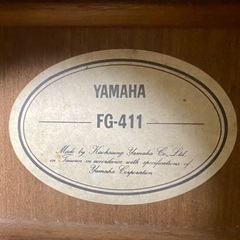 YAMAHA
FG-411
Made by Kaohsiung Yamaha Co., Ltd.
in Taiwan in accordance with specifications of
Yamaha Corporation